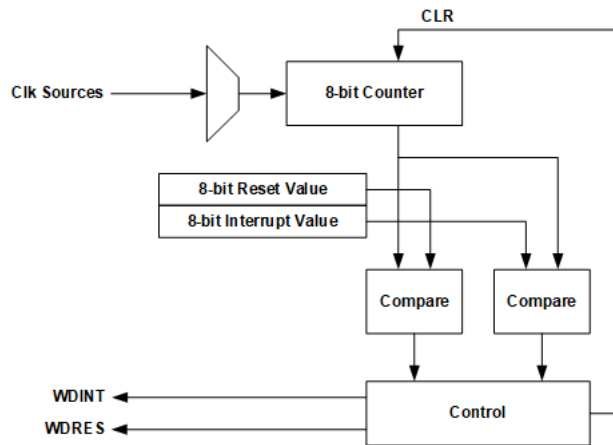 CLR
Clk Sources
8-bit Counter
8-bit Reset Value
8-bit Interrupt Value
Compare
Compare
WDINT
Control
WDRES